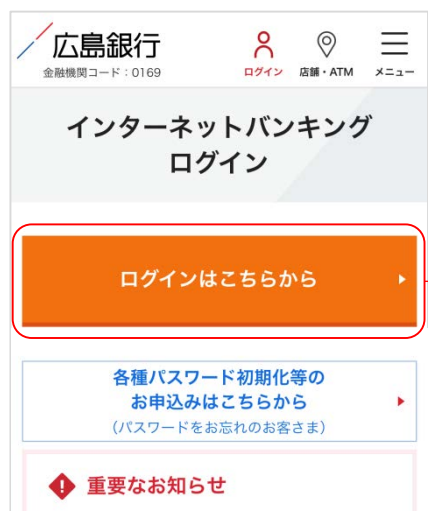 広島銀行
金融機関コード：0169
ログイン
店舗・ATM
メニュー
インターネットバンキング
ログイン
ログインはこちらから
各種パスワード初期化等の
お申込みはこちらから
（パスワードをお忘れのお客さま）
重要なお知らせ